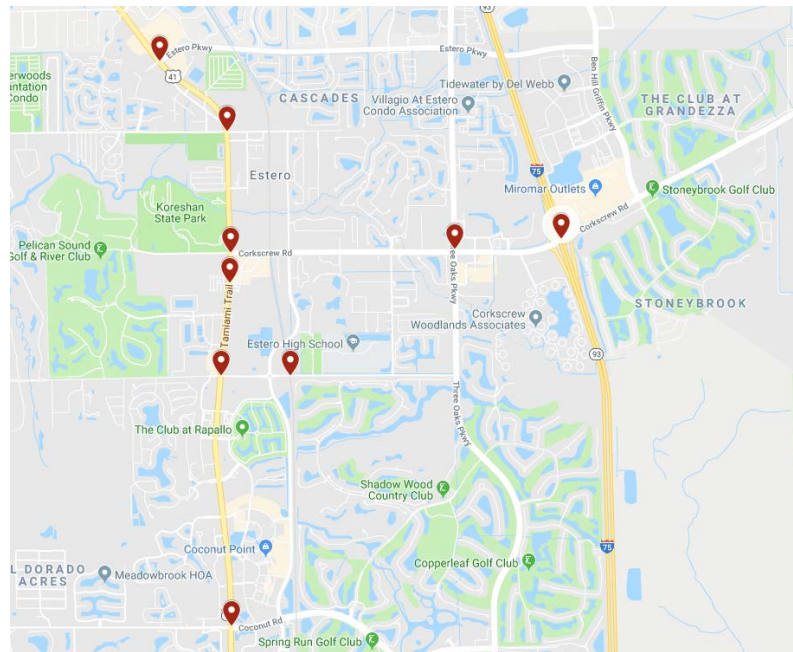 93
Estero Pkwy
Estero Pkwy
41
erwoods
antation
Condo
CASCADES
Villagio At Estero
Condo Association
Tidewater by Del Webb
Ben Hill Griffin Pkwy
THE CLUB AT
GRANDEZZA
Estero
75
Miromar Outlets
Stoneybrook Golf Club
Koreshan
State Park
Corkscrew Rd
Pelican Sound
olf & River Club
Corkscrew Rd
ree Oaks Pkwy
Tamiami Trail
Corkscrew
Woodlands Associates
STONEYBROOK
Estero High School
93
Three Oaks Pkwy
The Club at Rapallo
Shadow Wood
Country Club
Coconut Point
75
L DORADO
ACRES
Meadowbrook HOA
Copperleaf Golf Club
Coconut Rd
Spring Run Golf Club